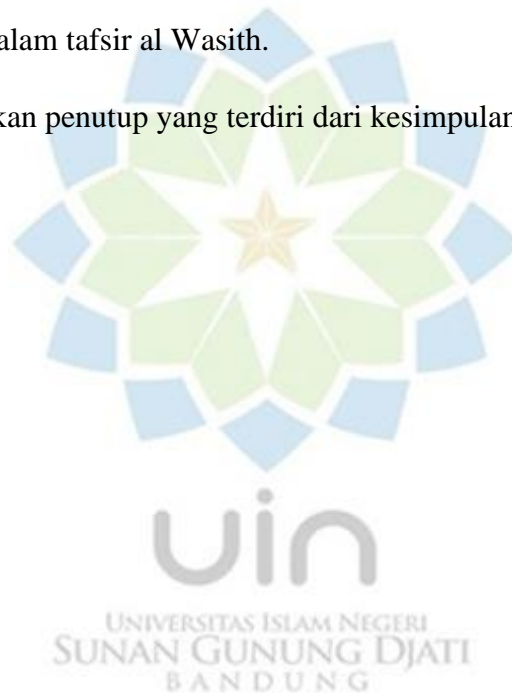 alam tafsir al Wasith.
kan penutup yang terdiri dari kesimpulan
uin
UNIVERSITAS ISLAM NEGERI
SUNAN GUNUNG DJATI
BANDUNG